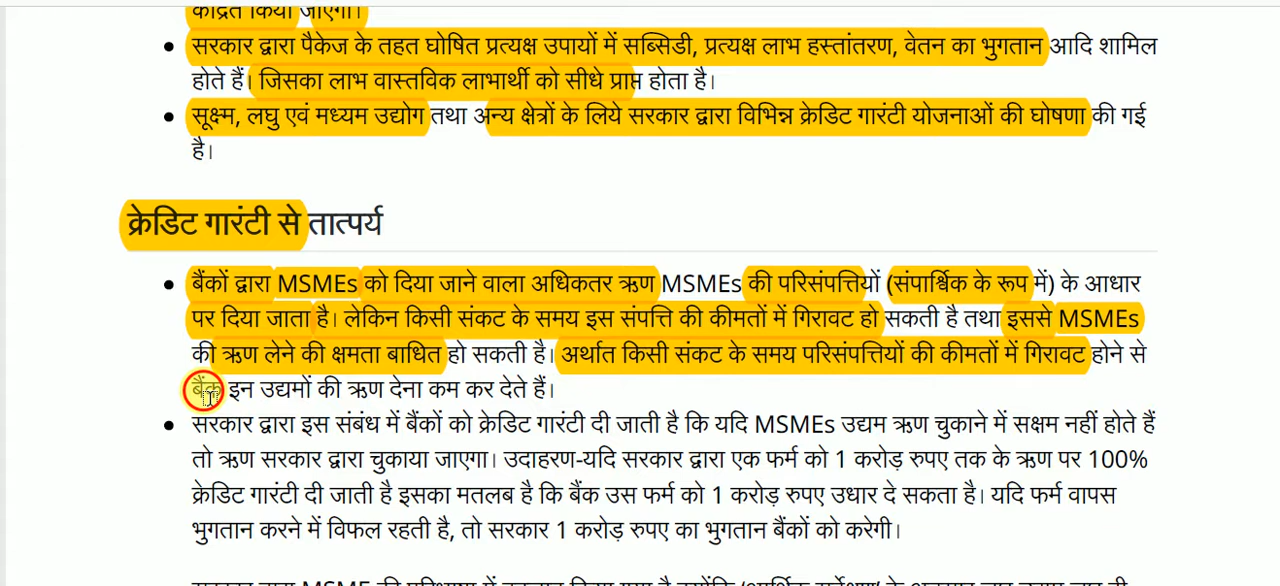 केंद्रित किया जाएगा।
सरकार द्वारा पैकेज के तहत घोषित प्रत्यक्ष उपायों में सब्सिडी, प्रत्यक्ष लाभ हस्तांतरण, वेतन का भुगतान आदि शामिल
होते हैं। जिसका लाभ वास्तविक लाभार्थी को सीधे प्राप्त होता है।
सूक्ष्म, लघु एवं मध्यम उद्योग तथा अन्य क्षेत्रों के लिये सरकार द्वारा विभिन्न क्रेडिट गारंटी योजनाओं की घोषणा की गई
है।
क्रेडिट गारंटी से तात्पर्य
बैंकों द्वारा MSMEs को दिया जाने वाला अधिकतर ऋण MSMEs की परिसंपत्तियों (संपार्श्विक के रूप में) के आधार
पर दिया जाता है। लेकिन किसी संकट के समय इस संपत्ति की कीमतों में गिरावट हो सकती है तथा इससे MSMEs
की ऋण लेने की क्षमता बाधित हो सकती है। अर्थात किसी संकट के समय परिसंपत्तियों की कीमतों में गिरावट होने से
बैंक इन उद्यमों की ऋण देना कम कर देते हैं।
सरकार द्वारा इस संबंध में बैंकों को क्रेडिट गारंटी दी जाती है कि यदि MSMEs उद्यम ऋण चुकाने में सक्षम नहीं होते हैं
तो ऋण सरकार द्वारा चुकाया जाएगा। उदाहरण-यदि सरकार द्वारा एक फर्म को 1 करोड़ रुपए तक के ऋण पर 100%
क्रेडिट गारंटी दी जाती है इसका मतलब है कि बैंक उस फर्म को 1 करोड़ रुपए उधार दे सकता है। यदि फर्म वापस
भुगतान करने में विफल रहती है, तो सरकार 1 करोड़ रुपए का भुगतान बैंकों को करेगी।